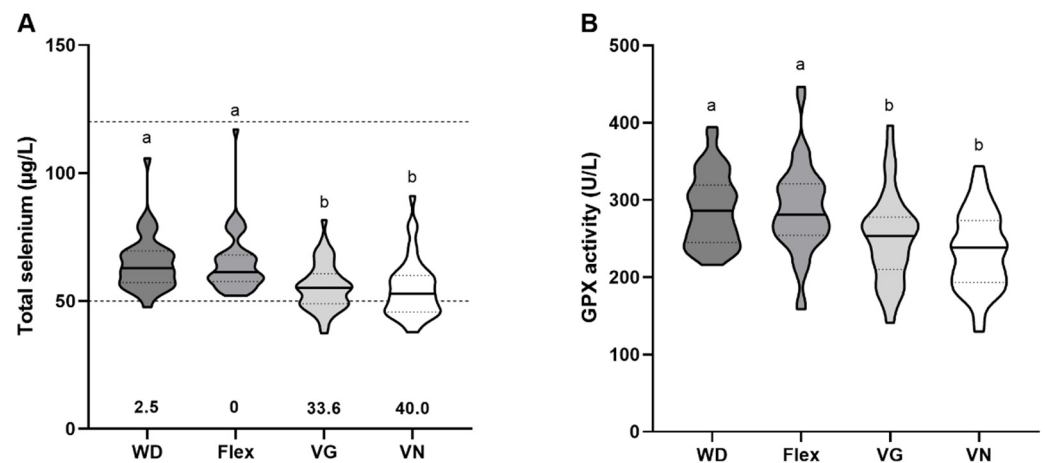 A
Total selenium (µg/L)
150
100
50
0
a
a
b
b
2.5 0 33.6 40.0
WD Flex VG VN
B
GPX activity (U/L)
500
400
300
200
100
0
a
a
b
b
WD Flex VG VN